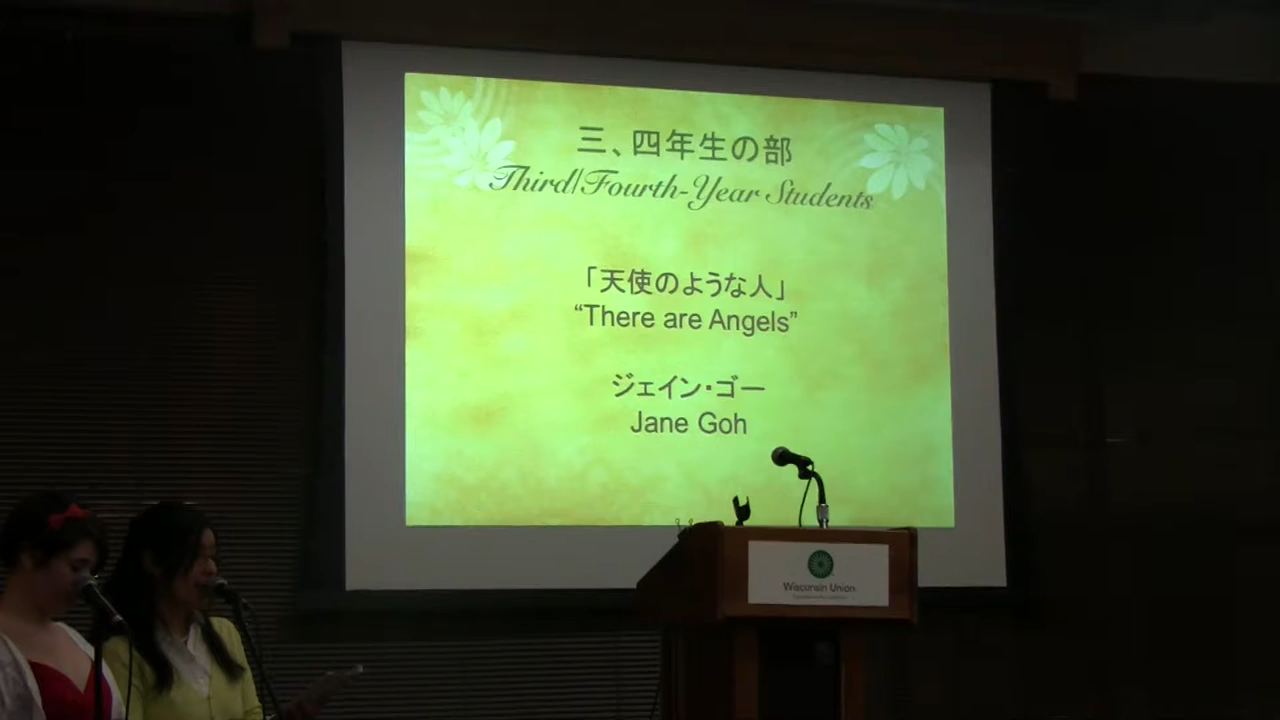 三、四年生の部
Third/Fourth-Year Students
「天使のような人」
“There are Angels”
ジェイン・ゴー
Jane Goh
Wisconsin Union